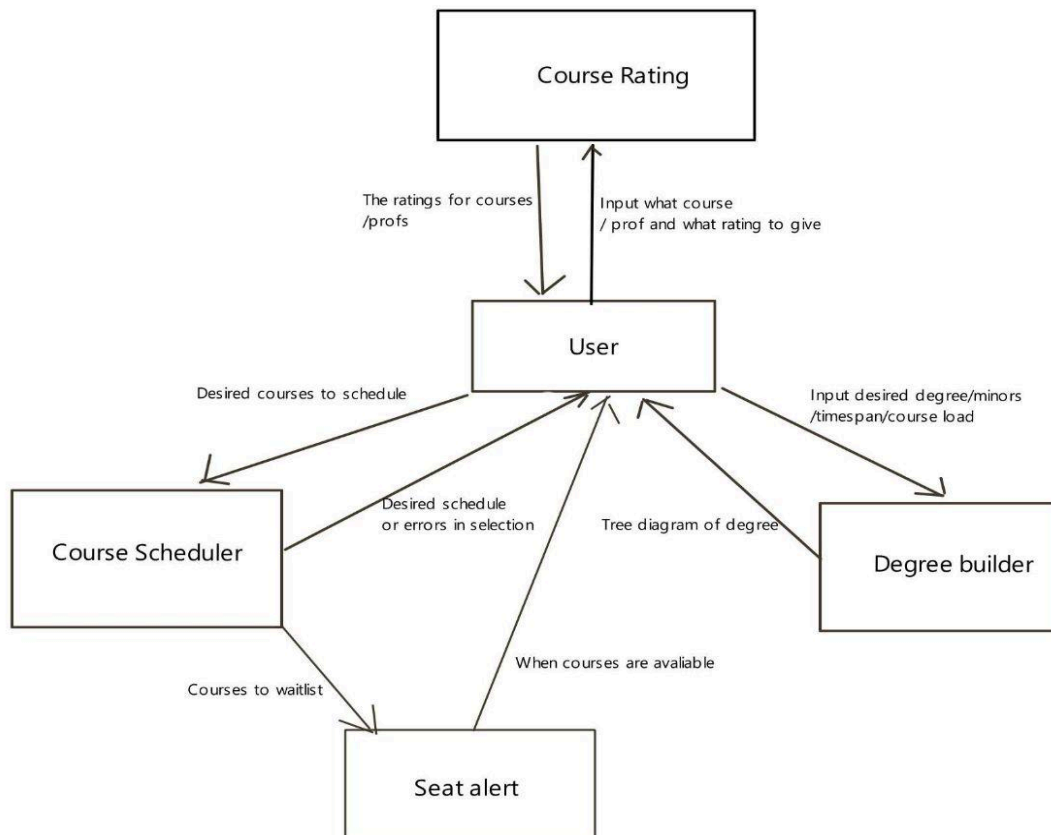 Course Rating
The ratings for courses
/profs
Input what course
/ prof and what rating to give
User
Desired courses to schedule
Input desired degree/minors
/timespan/course load
Desired schedule
or errors in selection
Tree diagram of degree
Course Scheduler
Degree builder
When courses are avaliable
Courses to waitlist
Seat alert